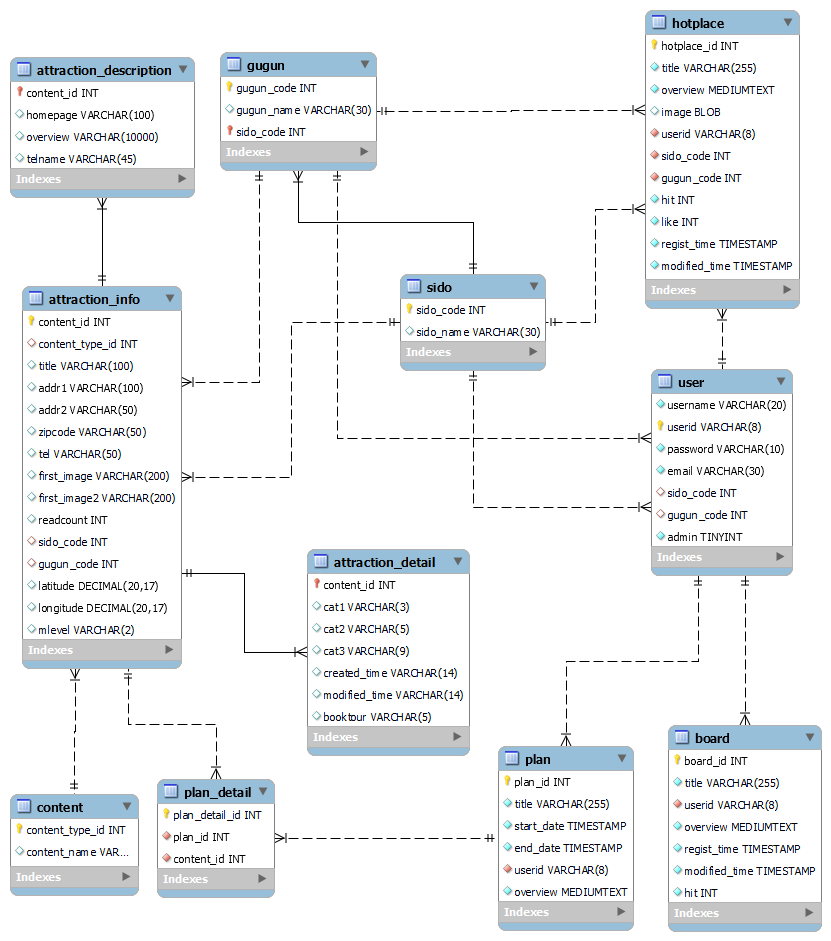 attraction_description
content_id INT
homepage VARCHAR(100)
overview VARCHAR(10000)
telname VARCHAR(45)
Indexes
gugun
gugun_code INT
gugun_name VARCHAR(30)
sido_code INT
Indexes
hotplace
hotplace_id INT
title VARCHAR(255)
overview MEDIUMTEXT
image BLOB
userid VARCHAR(8)
sido_code INT
gugun_code INT
hit INT
like INT
regist_time TIMESTAMP
modified_time TIMESTAMP
Indexes
attraction_info
content_id INT
content_type_id INT
title VARCHAR(100)
addr1 VARCHAR(100)
addr2 VARCHAR(50)
zipcode VARCHAR(50)
tel VARCHAR(50)
first_image VARCHAR(200)
first_image2 VARCHAR(200)
readcount INT
sido_code INT
gugun_code INT
latitude DECIMAL(20,17)
longitude DECIMAL(20,17)
mlevel VARCHAR(2)
Indexes
sido
sido_code INT
sido_name VARCHAR(30)
Indexes
user
username VARCHAR(20)
userid VARCHAR(8)
password VARCHAR(10)
email VARCHAR(30)
sido_code INT
gugun_code INT
admin TINYINT
Indexes
attraction_detail
content_id INT
cat1 VARCHAR(3)
cat2 VARCHAR(5)
cat3 VARCHAR(9)
created_time VARCHAR(14)
modified_time VARCHAR(14)
booktour VARCHAR(5)
Indexes
content
content_type_id INT
content_name VAR...
Indexes
plan_detail
plan_detail_id INT
plan_id INT
content_id INT
Indexes
plan
plan_id INT
title VARCHAR(255)
start_date TIMESTAMP
end_date TIMESTAMP
userid VARCHAR(8)
overview MEDIUMTEXT
Indexes
board
board_id INT
title VARCHAR(255)
userid VARCHAR(8)
overview MEDIUMTEXT
regist_time TIMESTAMP
modified_time TIMESTAMP
hit INT
Indexes